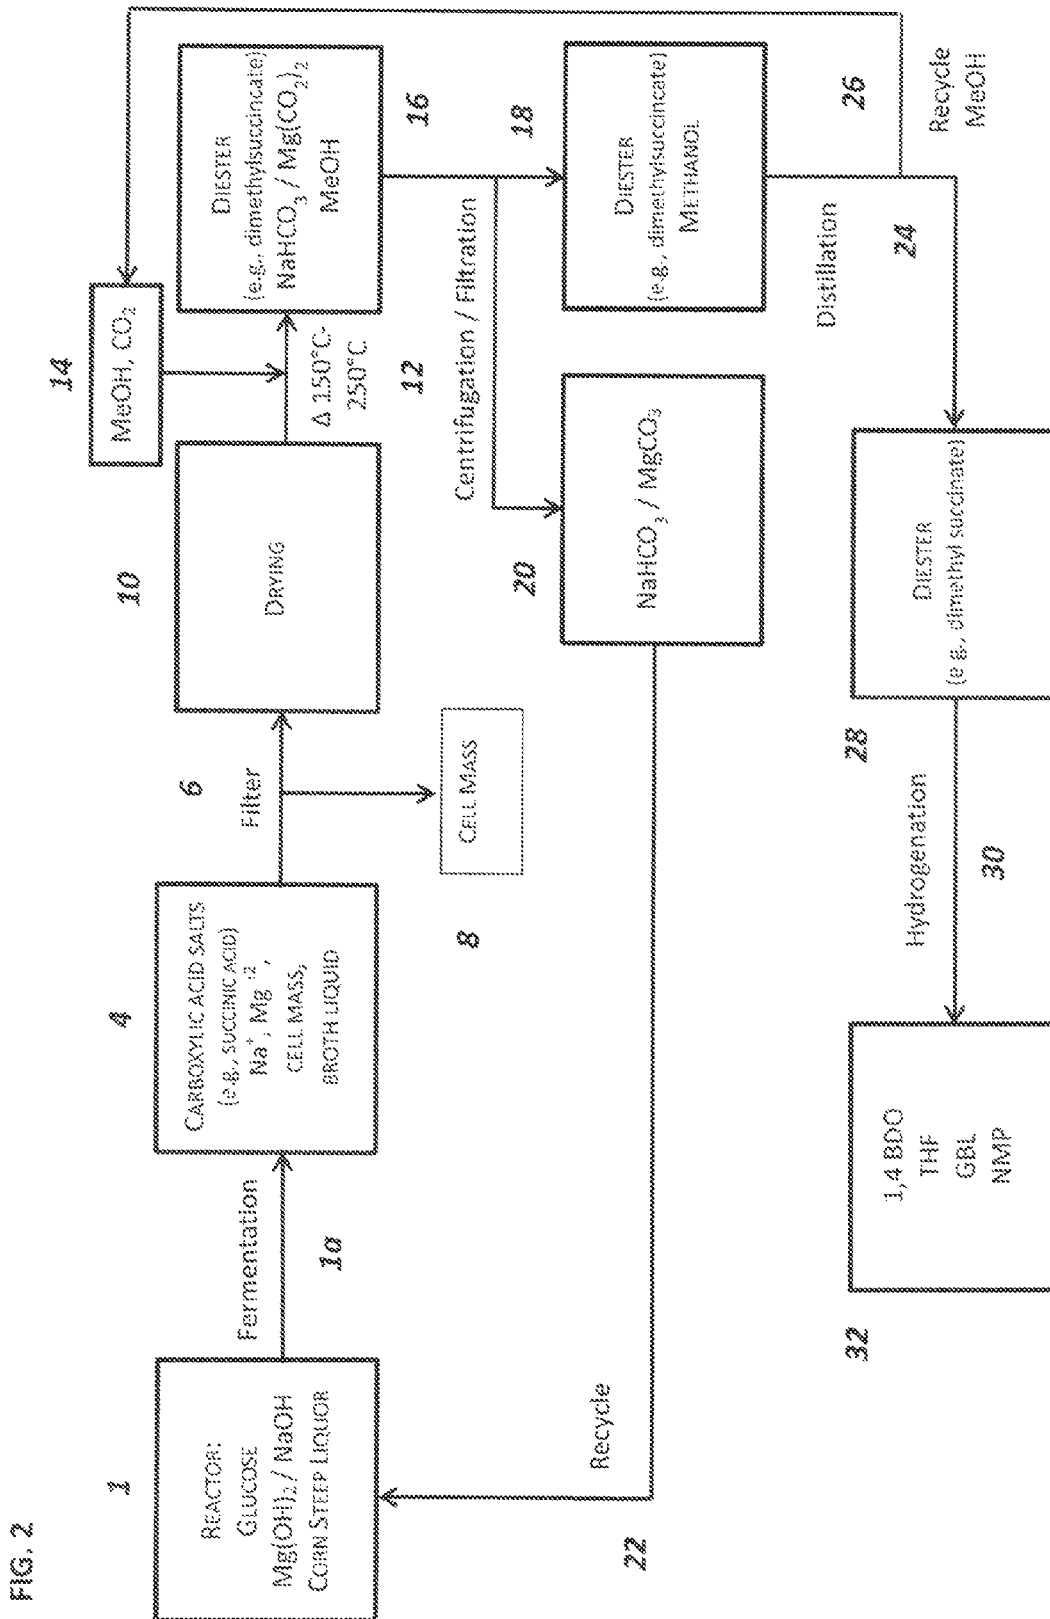 FIG. 2
1
REACTOR:
GLUCOSE
Mg(OH)2 / NaOH
CORN STEEP LIQUOR
Fermentation
1a
4
CARBOXYLIC ACID SALTS
(e.g., SUCCINIC ACID)
Na+, Mg+2,
CELL MASS,
BROTH LIQUID
6
Filter
8
CELL MASS
10
DRYING
14
MeOH, CO2
Δ 150°C-
250°C
12
DIESTER
(e.g., dimethylsuccincate)
NaHCO3 / Mg(CO2)2
MeOH
16
Centrifugation / Filtration
18
20
NaHCO3 / MgCO3
22
Recycle
DIESTER
(e.g., dimethylsuccincate)
METHANOL
Distillation
24
26
Recycle
MeOH
28
DIESTER
(e.g., dimethyl succinate)
Hydrogenation
30
32
1,4 BDO
THF
GBL
NMP